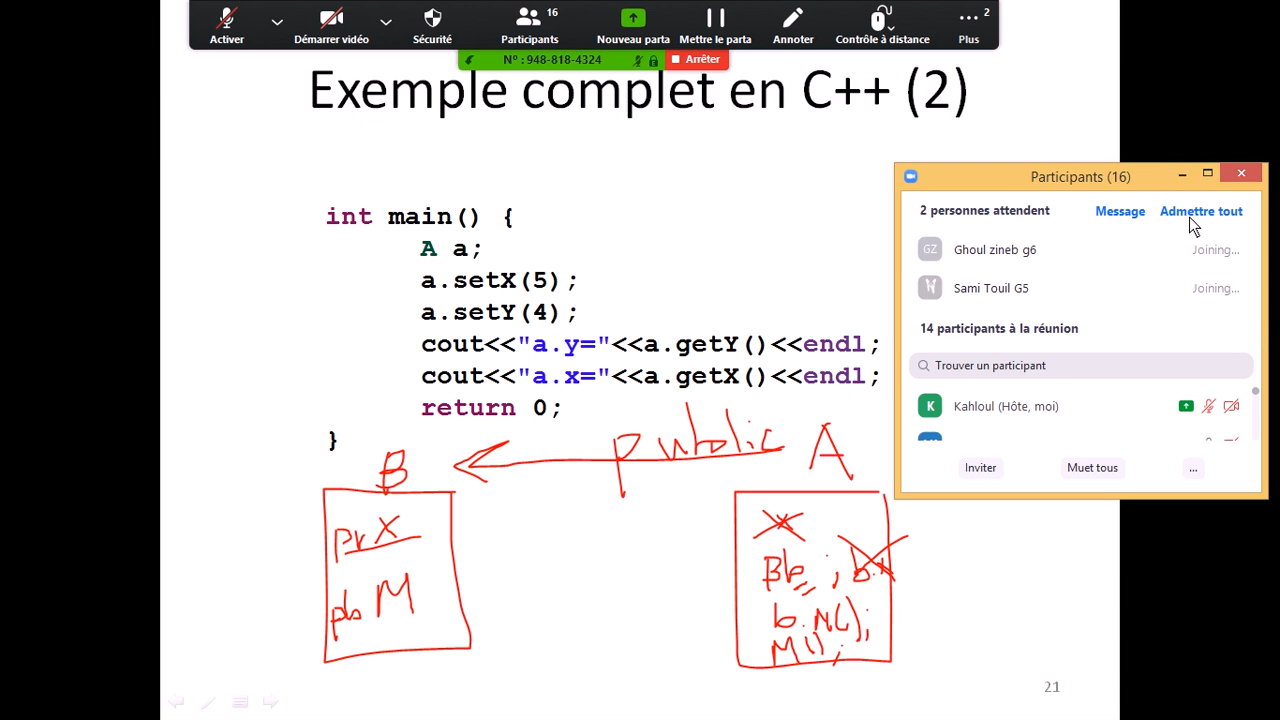 Activer
Démarrer vidéo
Sécurité
16
Participants
Nouveau parta
Mettre le parta
Annoter
Contrôle à distance
2
Plus
N° : 948-818-4324
Arrêter
Exemple complet en C++ (2)
int main() {
A a;
a.setX(5);
a.setY(4);
cout<<"a.y="<<a.getY()<<endl;
cout<<"a.x="<<a.getX()<<endl;
return 0;
}
Participants (16)
2 personnes attendent Message Admettre tout
GZ Ghoul zineb g6 Joining...
Sami Touil G5 Joining...
14 participants à la réunion
Trouver un participant
K Kahloul (Hôte, moi)
Inviter Muet tous ...
B public A
pr X
pb M
Bb ;
b.M();
M();
21